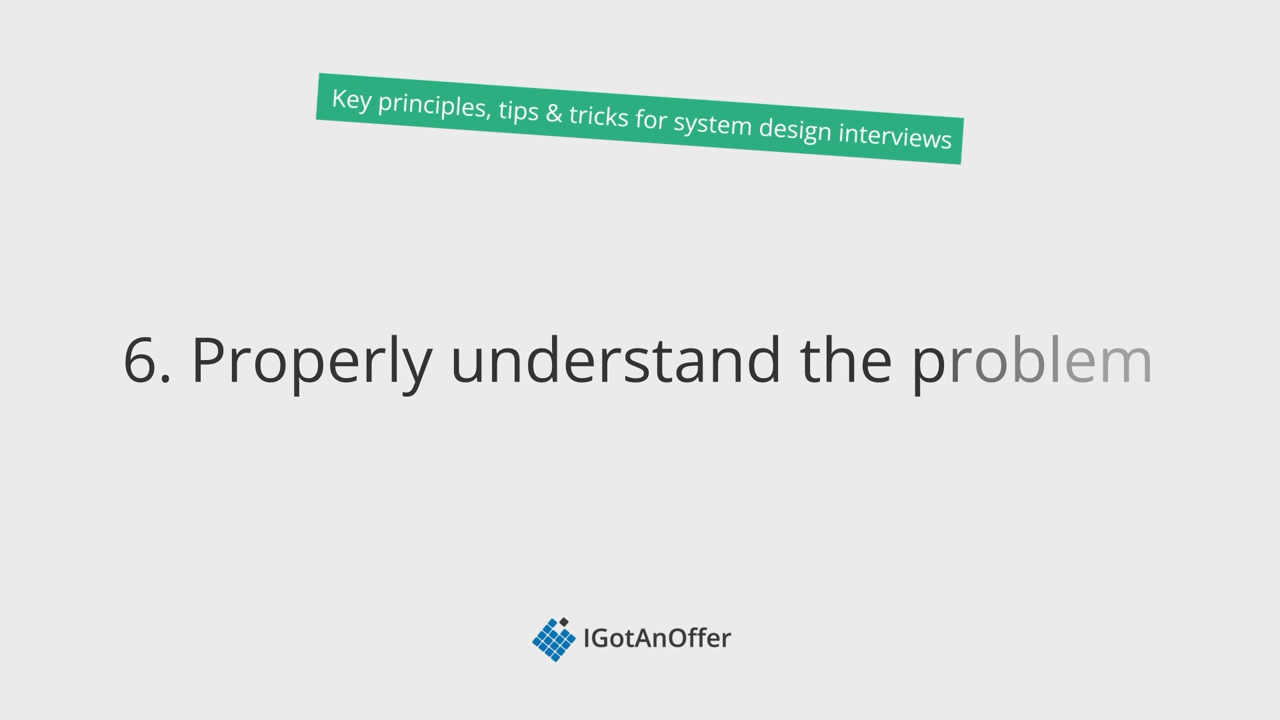 Key principles, tips & tricks for system design interviews
6. Properly understand the problem
IGotAnOffer